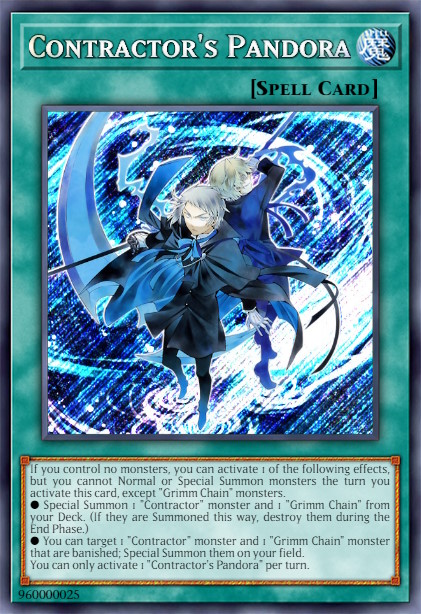 CONTRACTOR'S PANDORA
魔
[SPELL CARD]
If you control no monsters, you can activate 1 of the following effects,
but you cannot Normal or Special Summon monsters the turn you
activate this card, except "Grimm Chain" monsters.
● Special Summon 1 "Contractor" monster and 1 "Grimm Chain" from
your Deck. (If they are Summoned this way, destroy them during the
End Phase.)
● You can target 1 "Contractor" monster and 1 "Grimm Chain" monster
that are banished; Special Summon them on your field.
You can only activate 1 "Contractor's Pandora" per turn.
960000025